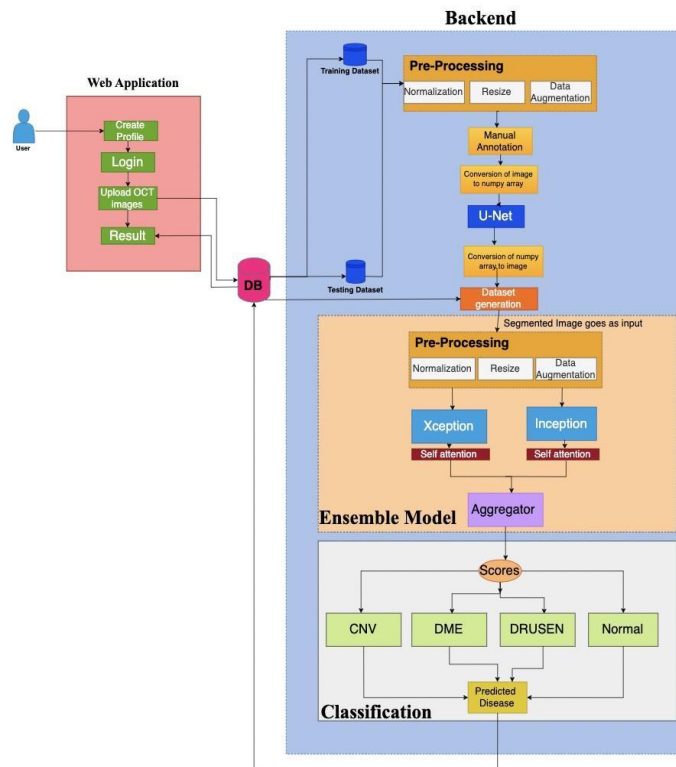 Backend
Web Application
User
Create
Profile
Login
Upload OCT
images
Result
DB
Training Dataset
Testing Dataset
Pre-Processing
Normalization
Resize
Data
Augmentation
Manual
Annotation
Conversion of image
to numpy array
U-Net
Conversion of numpy
array to image
Dataset
generation
Segmented Image goes as input
Pre-Processing
Normalization
Resize
Data
Augmentation
Xception
Inception
Self attention
Self attention
Aggregator
Ensemble Model
Scores
CNV
DME
DRUSEN
Normal
Predicted
Disease
Classification